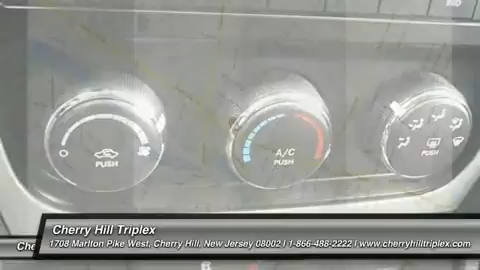 A/C
PUSH
PUSH
PUSH
Cherry Hill Triplex
1708 Marlton Pike West, Cherry Hill, New Jersey 08002 I 1-866-488-2222 I www.cherryhilltriplex.com